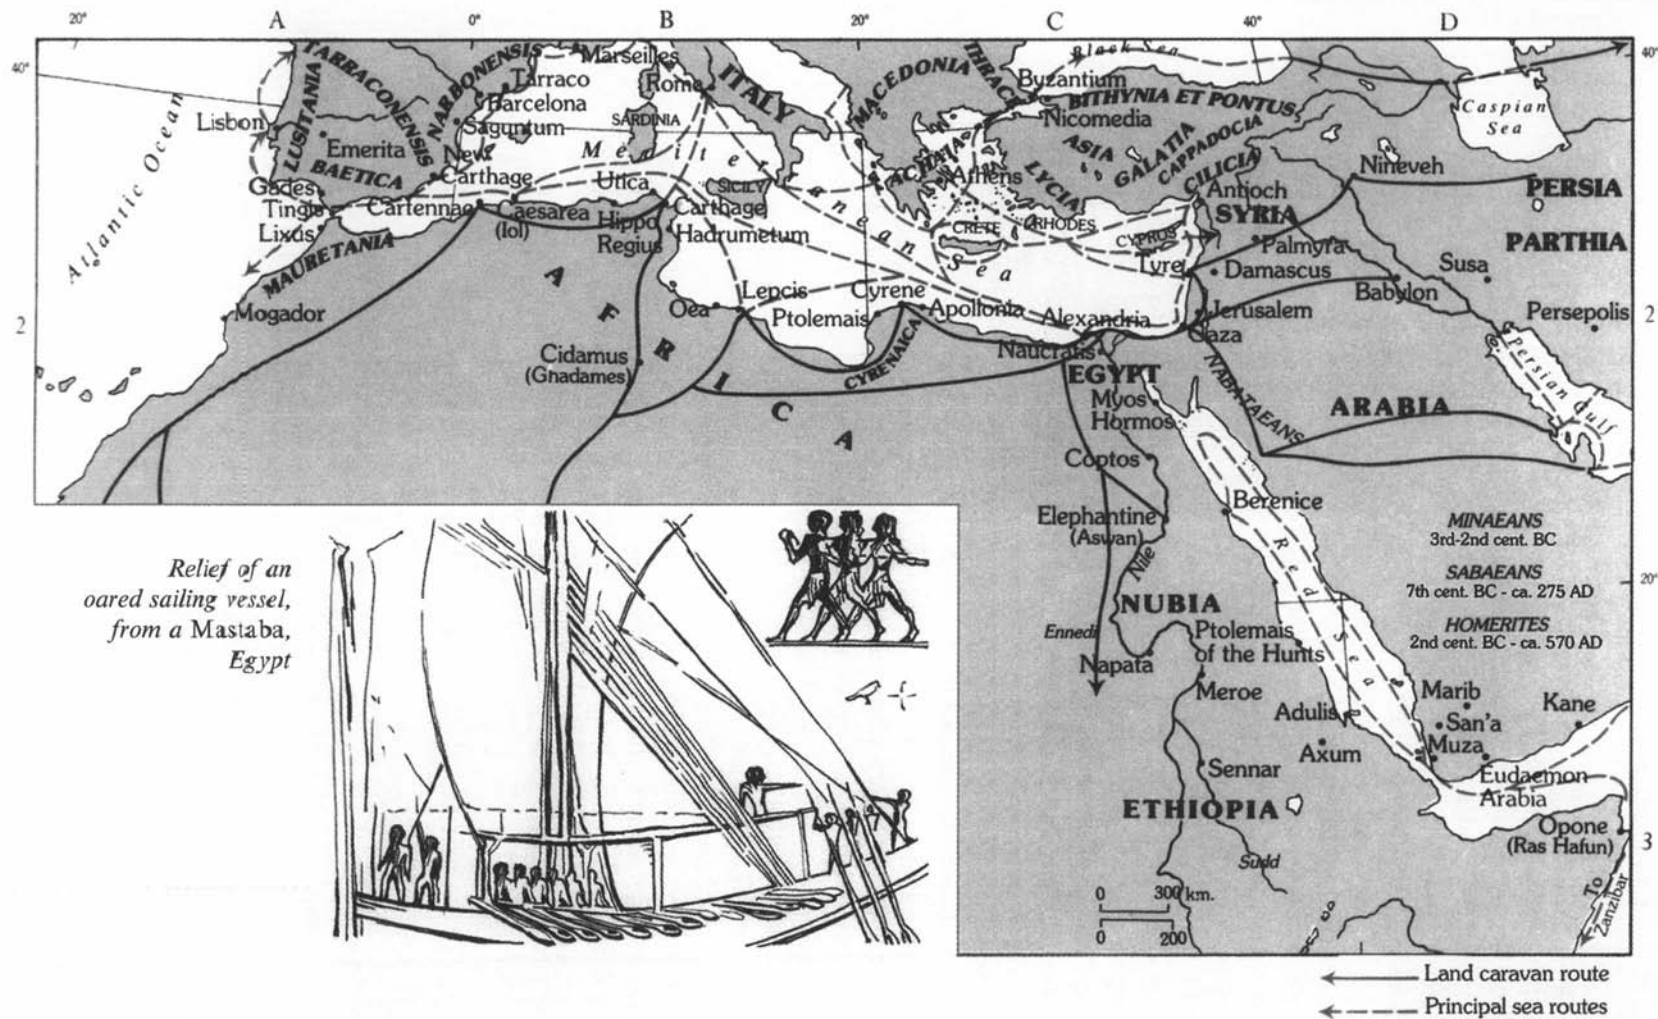 20°
A
0°
B
20°
C
40°
D
40°
40°
2
2
3
Atlantic Ocean
Lisbon
LUSITANIA
TARRACONENSIS
NARBONENSIS
Marseilles
Tarraco
Barcelona
Saguntum
Emerita
BAETICA
New
Carthage
Gades
Tingis
Lixus
MAURETANIA
Mogador
Cartennae
Caesarea
(Iol)
Utica
Hippo
Regius
Carthage
Hadrumetum
Rome
ITALY
SARDINIA
SICILY
Mediterranean Sea
MACEDONIA
THRACE
Black Sea
Byzantium
BITHYNIA ET PONTUS
Nicomedia
ASIA
GALATIA
CAPPADOCIA
CILICIA
LYCIA
ACHAIA
Athens
CRETE
RHODES
CYPRUS
Antioch
SYRIA
Palmyra
Tyre
Damascus
Jerusalem
Gaza
Caspian
Sea
Nineveh
PERSIA
PARTHIA
Susa
Babylon
Persepolis
Persian Gulf
NABATAEANS
ARABIA
AFRICA
Oea
Lepcis
Cidamus
(Ghadames)
Ptolemais
Cyrene
Apollonia
CYRENAICA
Alexandria
Naucratis
EGYPT
Myos
Hormos
Coptos
Berenice
Elephantine
(Aswan)
Nile
Red Sea
NUBIA
Ennedi
Napata
Ptolemais
of the Hunts
Meroe
Adulis
Axum
Sennar
ETHIOPIA
Sudd
MINAEANS
3rd-2nd cent. BC
SABAEANS
7th cent. BC - ca. 275 AD
HOMERITES
2nd cent. BC - ca. 570 AD
20°
Marib
San'a
Muza
Kane
Eudaemon
Arabia
Opone
(Ras Hafun)
To
Zanzibar
0 300 km.
0 200
Relief of an
oared sailing vessel,
from a Mastaba,
Egypt
Land caravan route
Principal sea routes